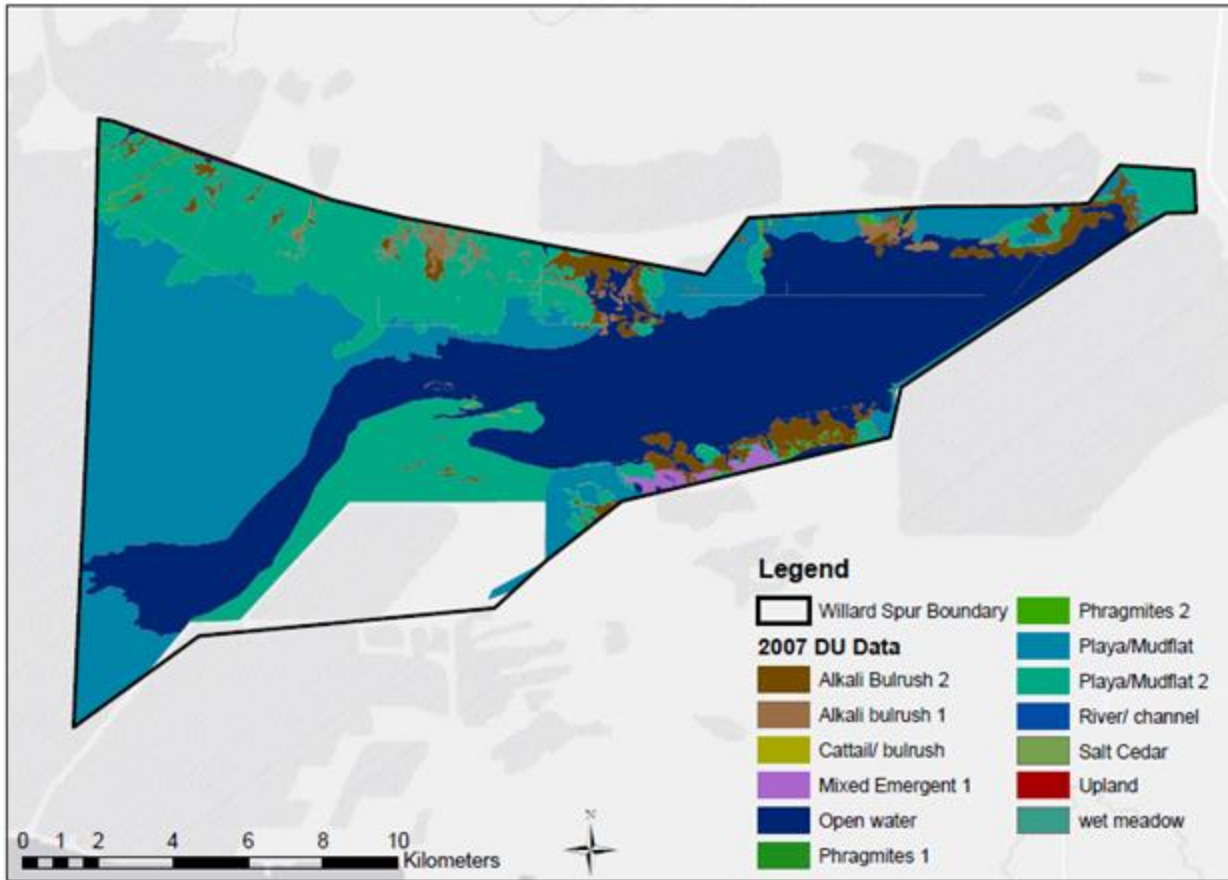 Legend
Willard Spur Boundary
2007 DU Data
Alkali Bulrush 2
Alkali bulrush 1
Cattail/ bulrush
Mixed Emergent 1
Open water
Phragmites 1
Phragmites 2
Playa/Mudflat
Playa/Mudflat 2
River/ channel
Salt Cedar
Upland
wet meadow
N
0 1 2 4 6 8 10
Kilometers